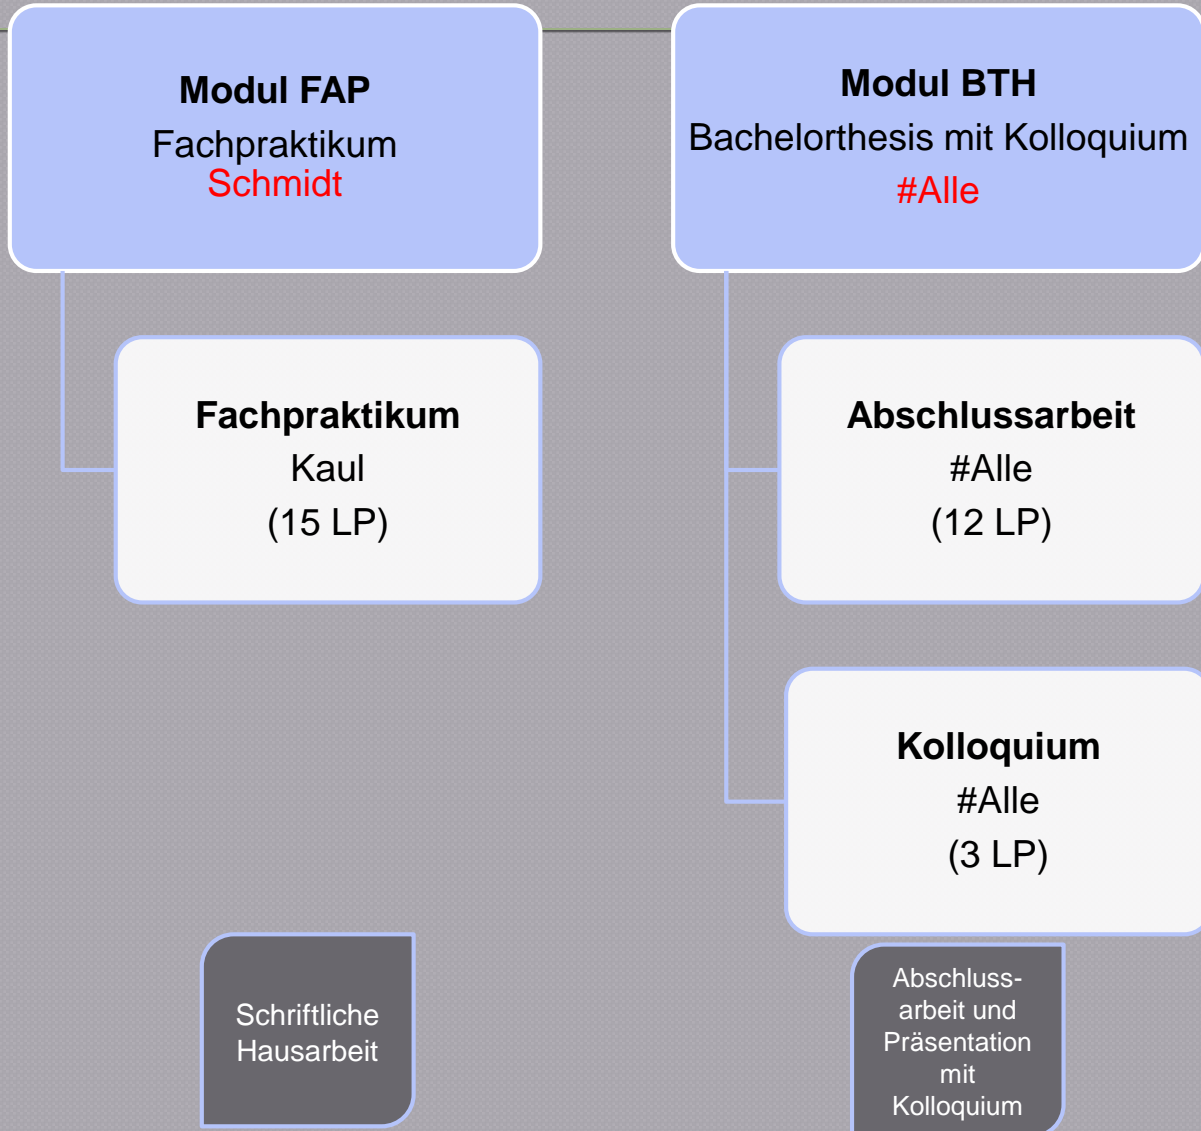 Modul FAP
Fachpraktikum
Schmidt
Fachpraktikum
Kaul
(15 LP)
Schriftliche
Hausarbeit
Modul BTH
Bachelorthesis mit Kolloquium
#Alle
Abschlussarbeit
#Alle
(12 LP)
Kolloquium
#Alle
(3 LP)
Abschluss-
arbeit und
Präsentation
mit
Kolloquium